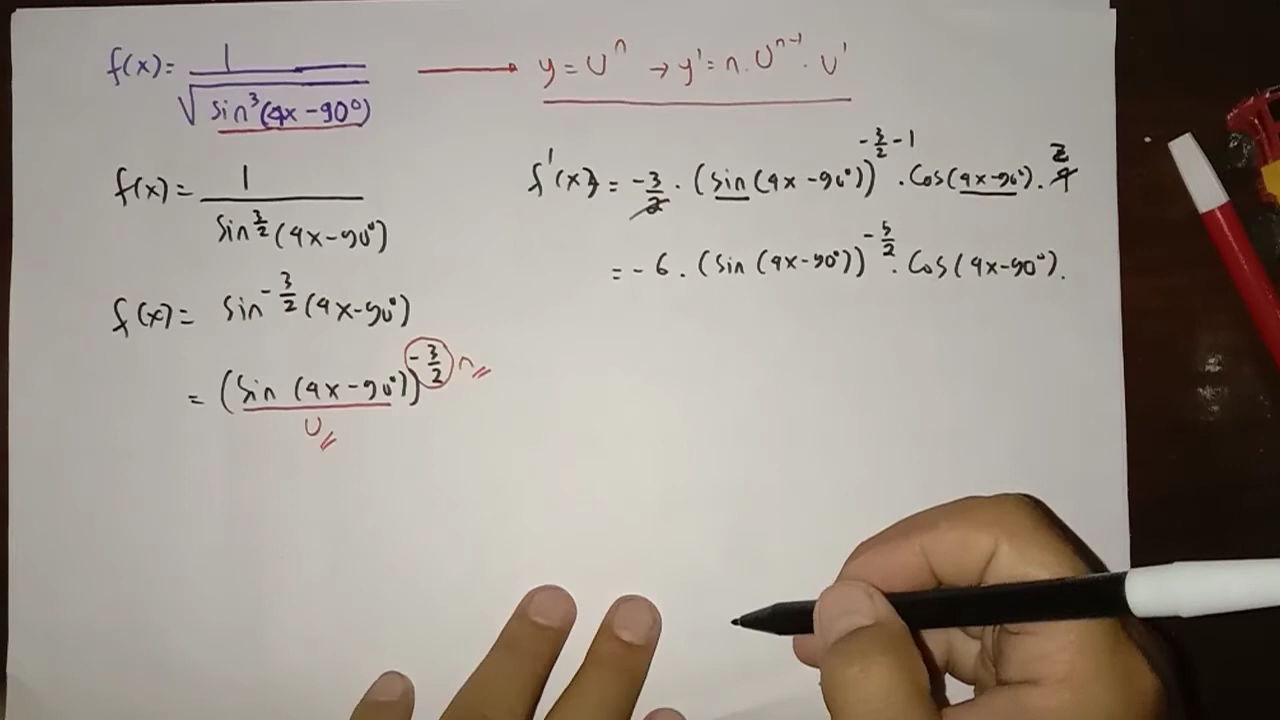 f(x) = 1 / √sin³(4x-90°) → y = Uⁿ → y' = n.Uⁿ⁻¹.U'
f(x) = 1 / sin^(3/2) (4x-90°)
f(x) = sin^(-3/2) (4x-90°)
= (sin (4x-90°))^(-3/2) n
U
f'(x) = -3/2 . (sin (4x-90°))^(-3/2 - 1) . Cos(4x-90°). 4 2
= -6 . (sin (4x-90°))^(-5/2) . Cos(4x-90°).